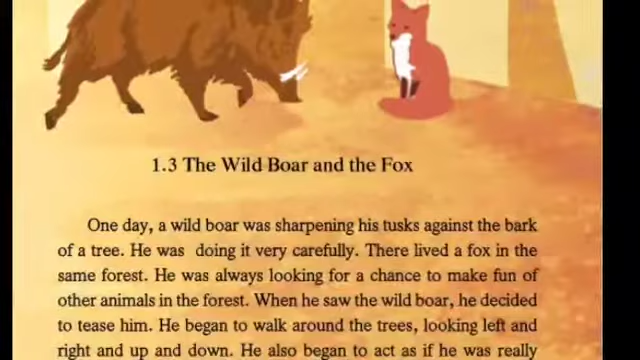 1.3 The Wild Boar and the Fox
One day, a wild boar was sharpening his tusks against the bark
of a tree. He was doing it very carefully. There lived a fox in the
same forest. He was always looking for a chance to make fun of
other animals in the forest. When he saw the wild boar, he decided
to tease him. He began to walk around the trees, looking left and
right and up and down. He also began to act as if he was really